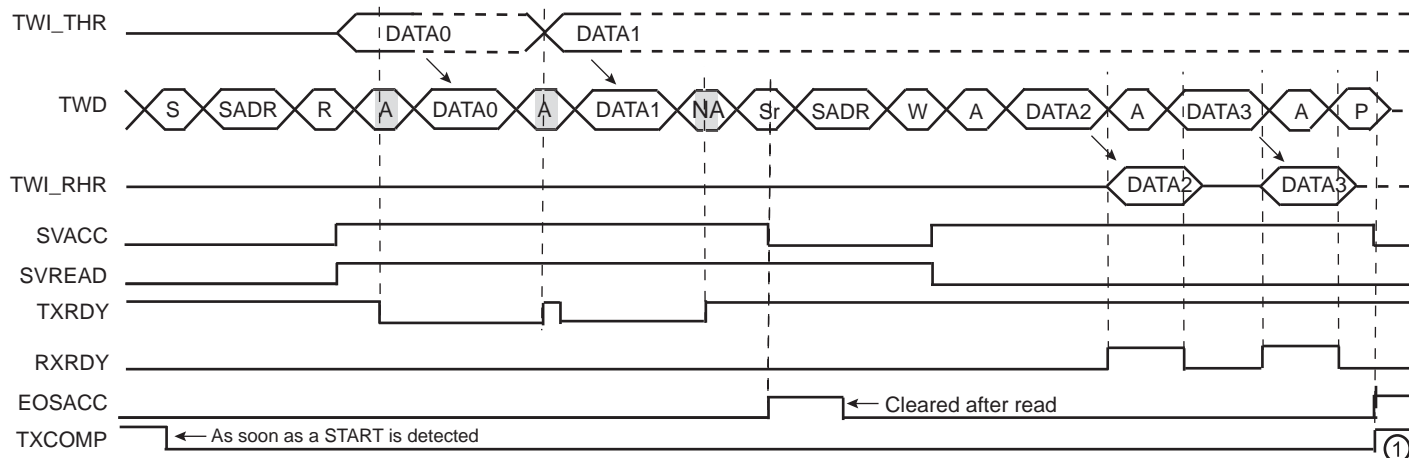 TWI_THR DATA0 DATA1
TWD S SADR R A DATA0 A DATA1 NA Sr SADR W A DATA2 A DATA3 A P
TWI_RHR DATA2 DATA3
SVACC
SVREAD
TXRDY
RXRDY
EOSACC Cleared after read
TXCOMP As soon as a START is detected 1